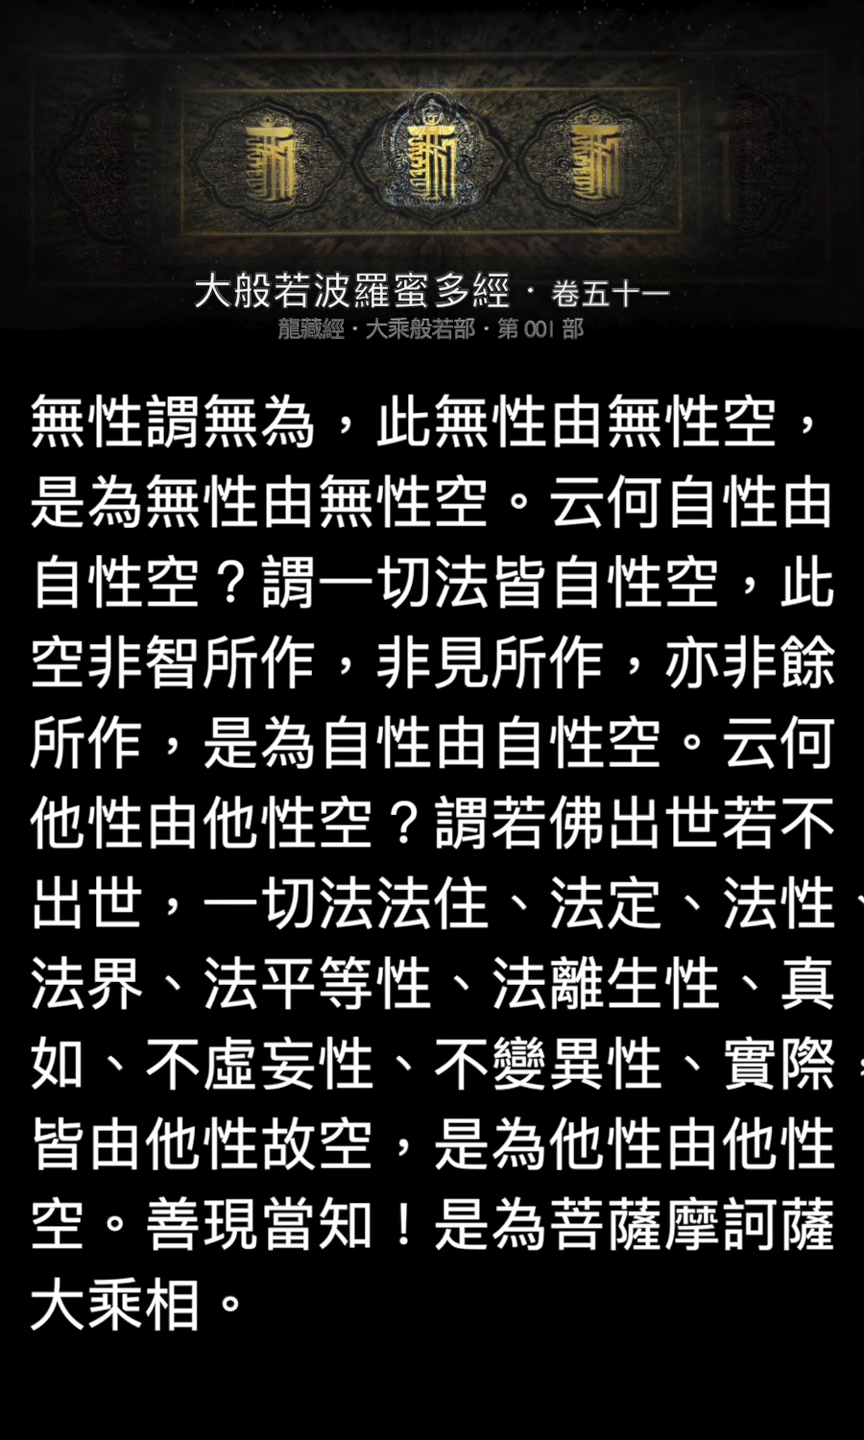 大般若波羅蜜多經・卷五十一
龍藏經・大乘般若部・第 001 部
無性謂無為，此無性由無性空，
是為無性由無性空。云何自性由
自性空？謂一切法皆自性空，此
空非智所作，非見所作，亦非餘
所作，是為自性由自性空。云何
他性由他性空？謂若佛出世若不
出世，一切法法住、法定、法性、
法界、法平等性、法離生性、真
如、不虛妄性、不變異性、實際，
皆由他性故空，是為他性由他性
空。善現當知！是為菩薩摩訶薩
大乘相。